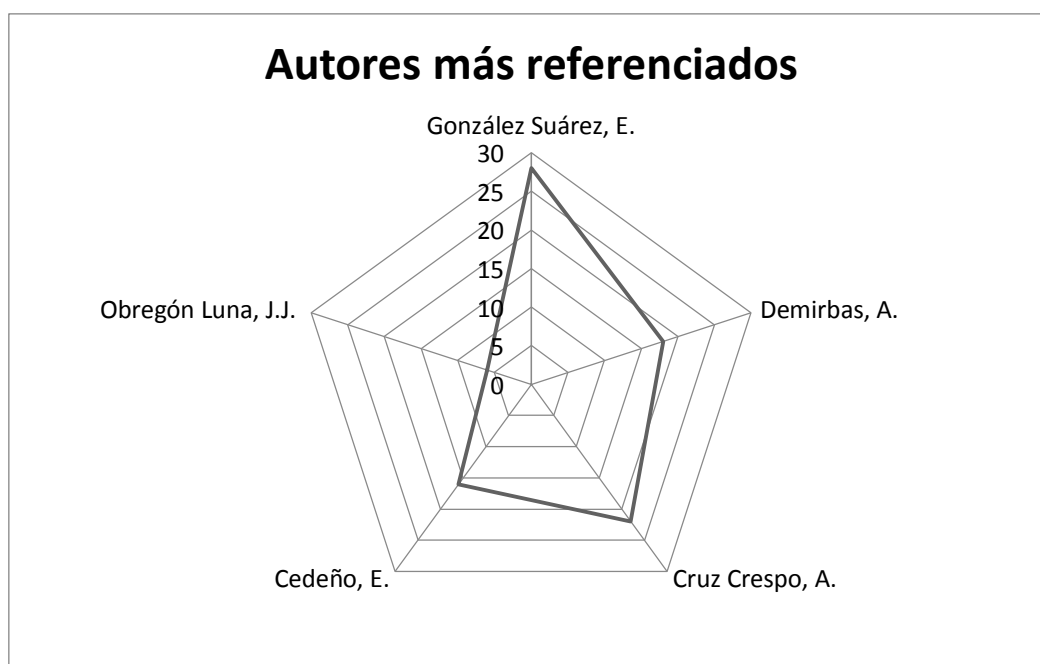 Autores más referenciados
González Suárez, E.
30
25
20
15
10
5
0
Obregón Luna, J.J.
Demirbas, A.
Cedeño, E.
Cruz Crespo, A.